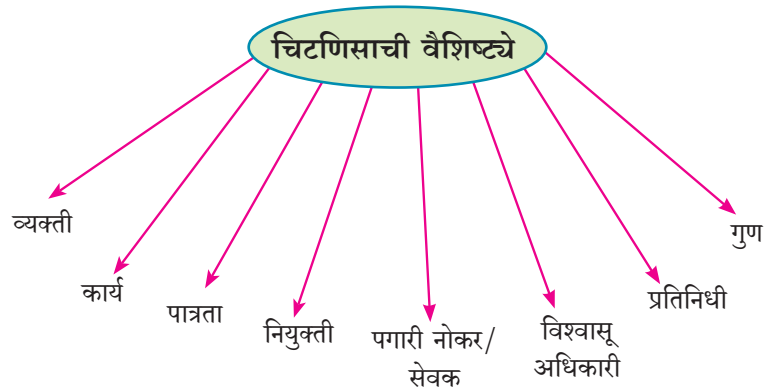 चिटणिसाची वैशिष्ट्ये
व्यक्ती
कार्य
पात्रता
नियुक्ती
पगारी नोकर/
सेवक
विश्वासू
अधिकारी
प्रतिनिधी
गुण